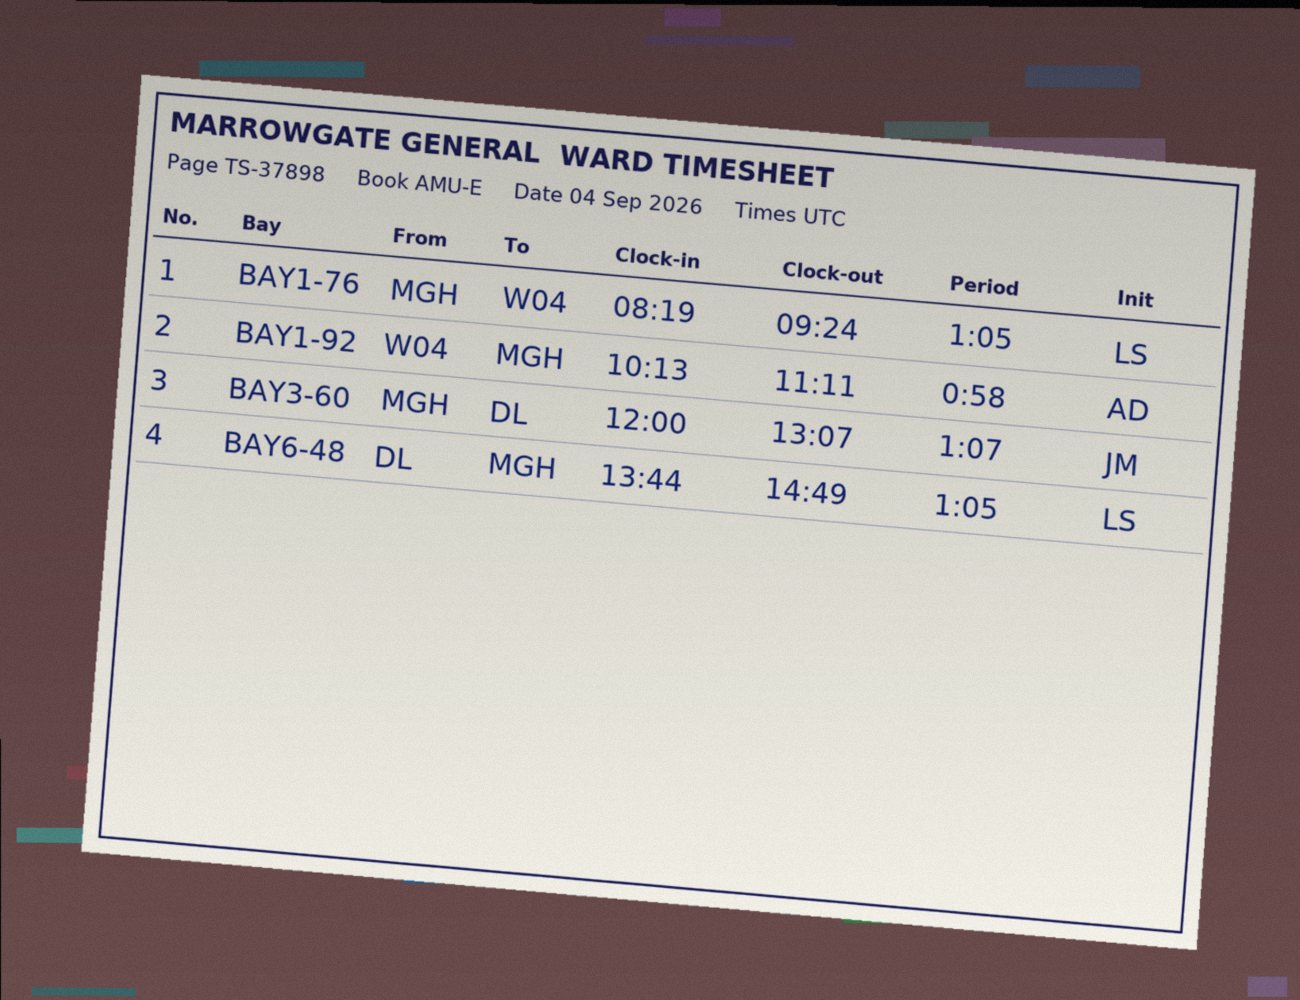 MARROWGATE GENERAL WARD TIMESHEET
Page TS-37898 Book AMU-E Date 04 Sep 2026 Times UTC
No. Bay From To Clock-in Clock-out Period Init
1 BAY1-76 MGH W04 08:19 09:24 1:05 LS
2 BAY1-92 W04 MGH 10:13 11:11 0:58 AD
3 BAY3-60 MGH DL 12:00 13:07 1:07 JM
4 BAY6-48 DL MGH 13:44 14:49 1:05 LS